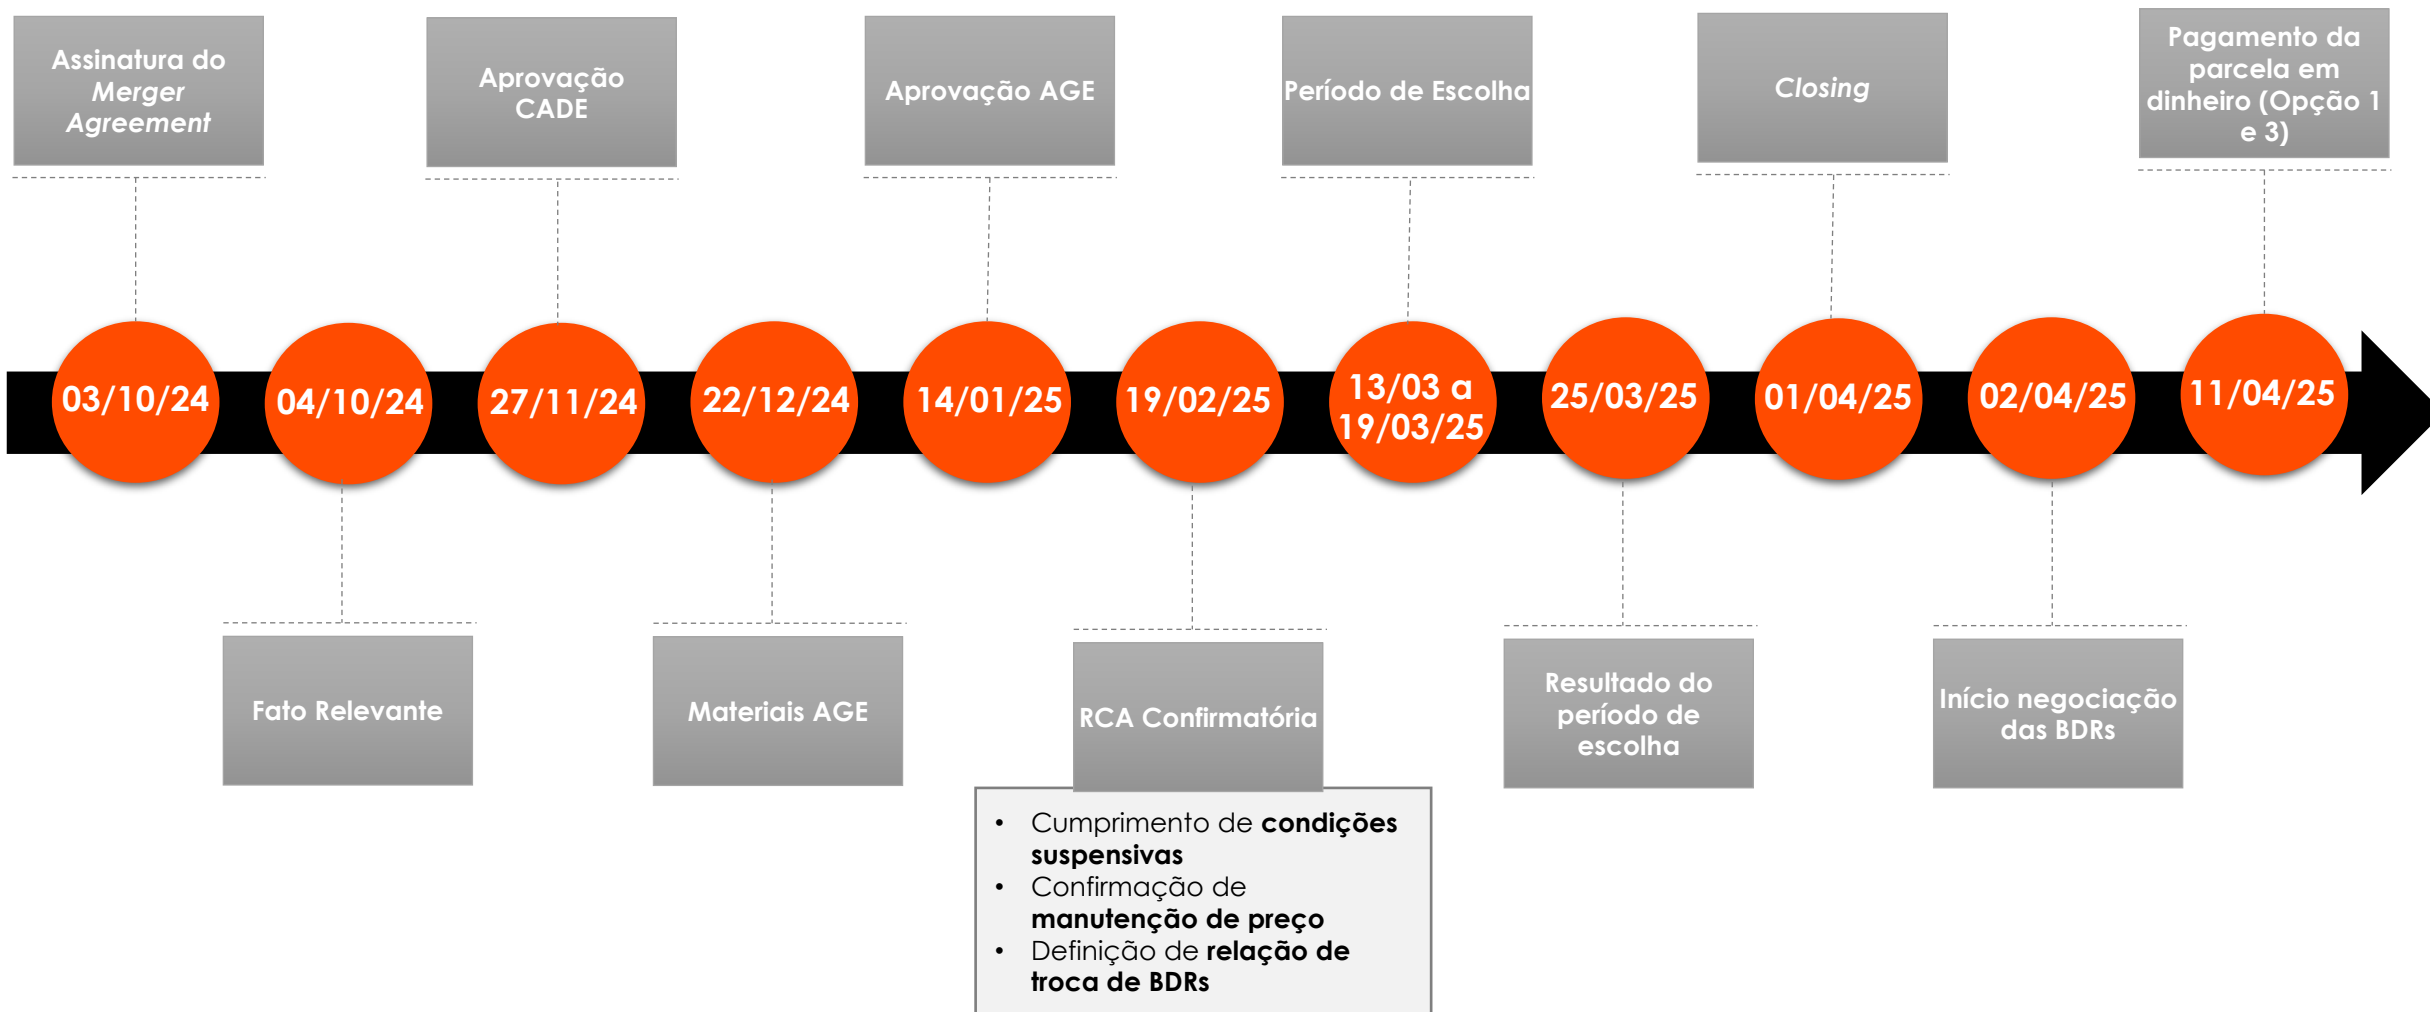 Assinatura do
Merger
Agreement
Aprovação
CADE
Aprovação AGE
Período de Escolha
Closing
Pagamento da
parcela em
dinheiro (Opção 1
e 3)
03/10/24
04/10/24
27/11/24
22/12/24
14/01/25
19/02/25
13/03 a
19/03/25
25/03/25
01/04/25
02/04/25
11/04/25
Fato Relevante
Materiais AGE
RCA Confirmatória
Resultado do
período de
escolha
Início negociação
das BDRs
• Cumprimento de condições
suspensivas
• Confirmação de
manutenção de preço
• Definição de relação de
troca de BDRs